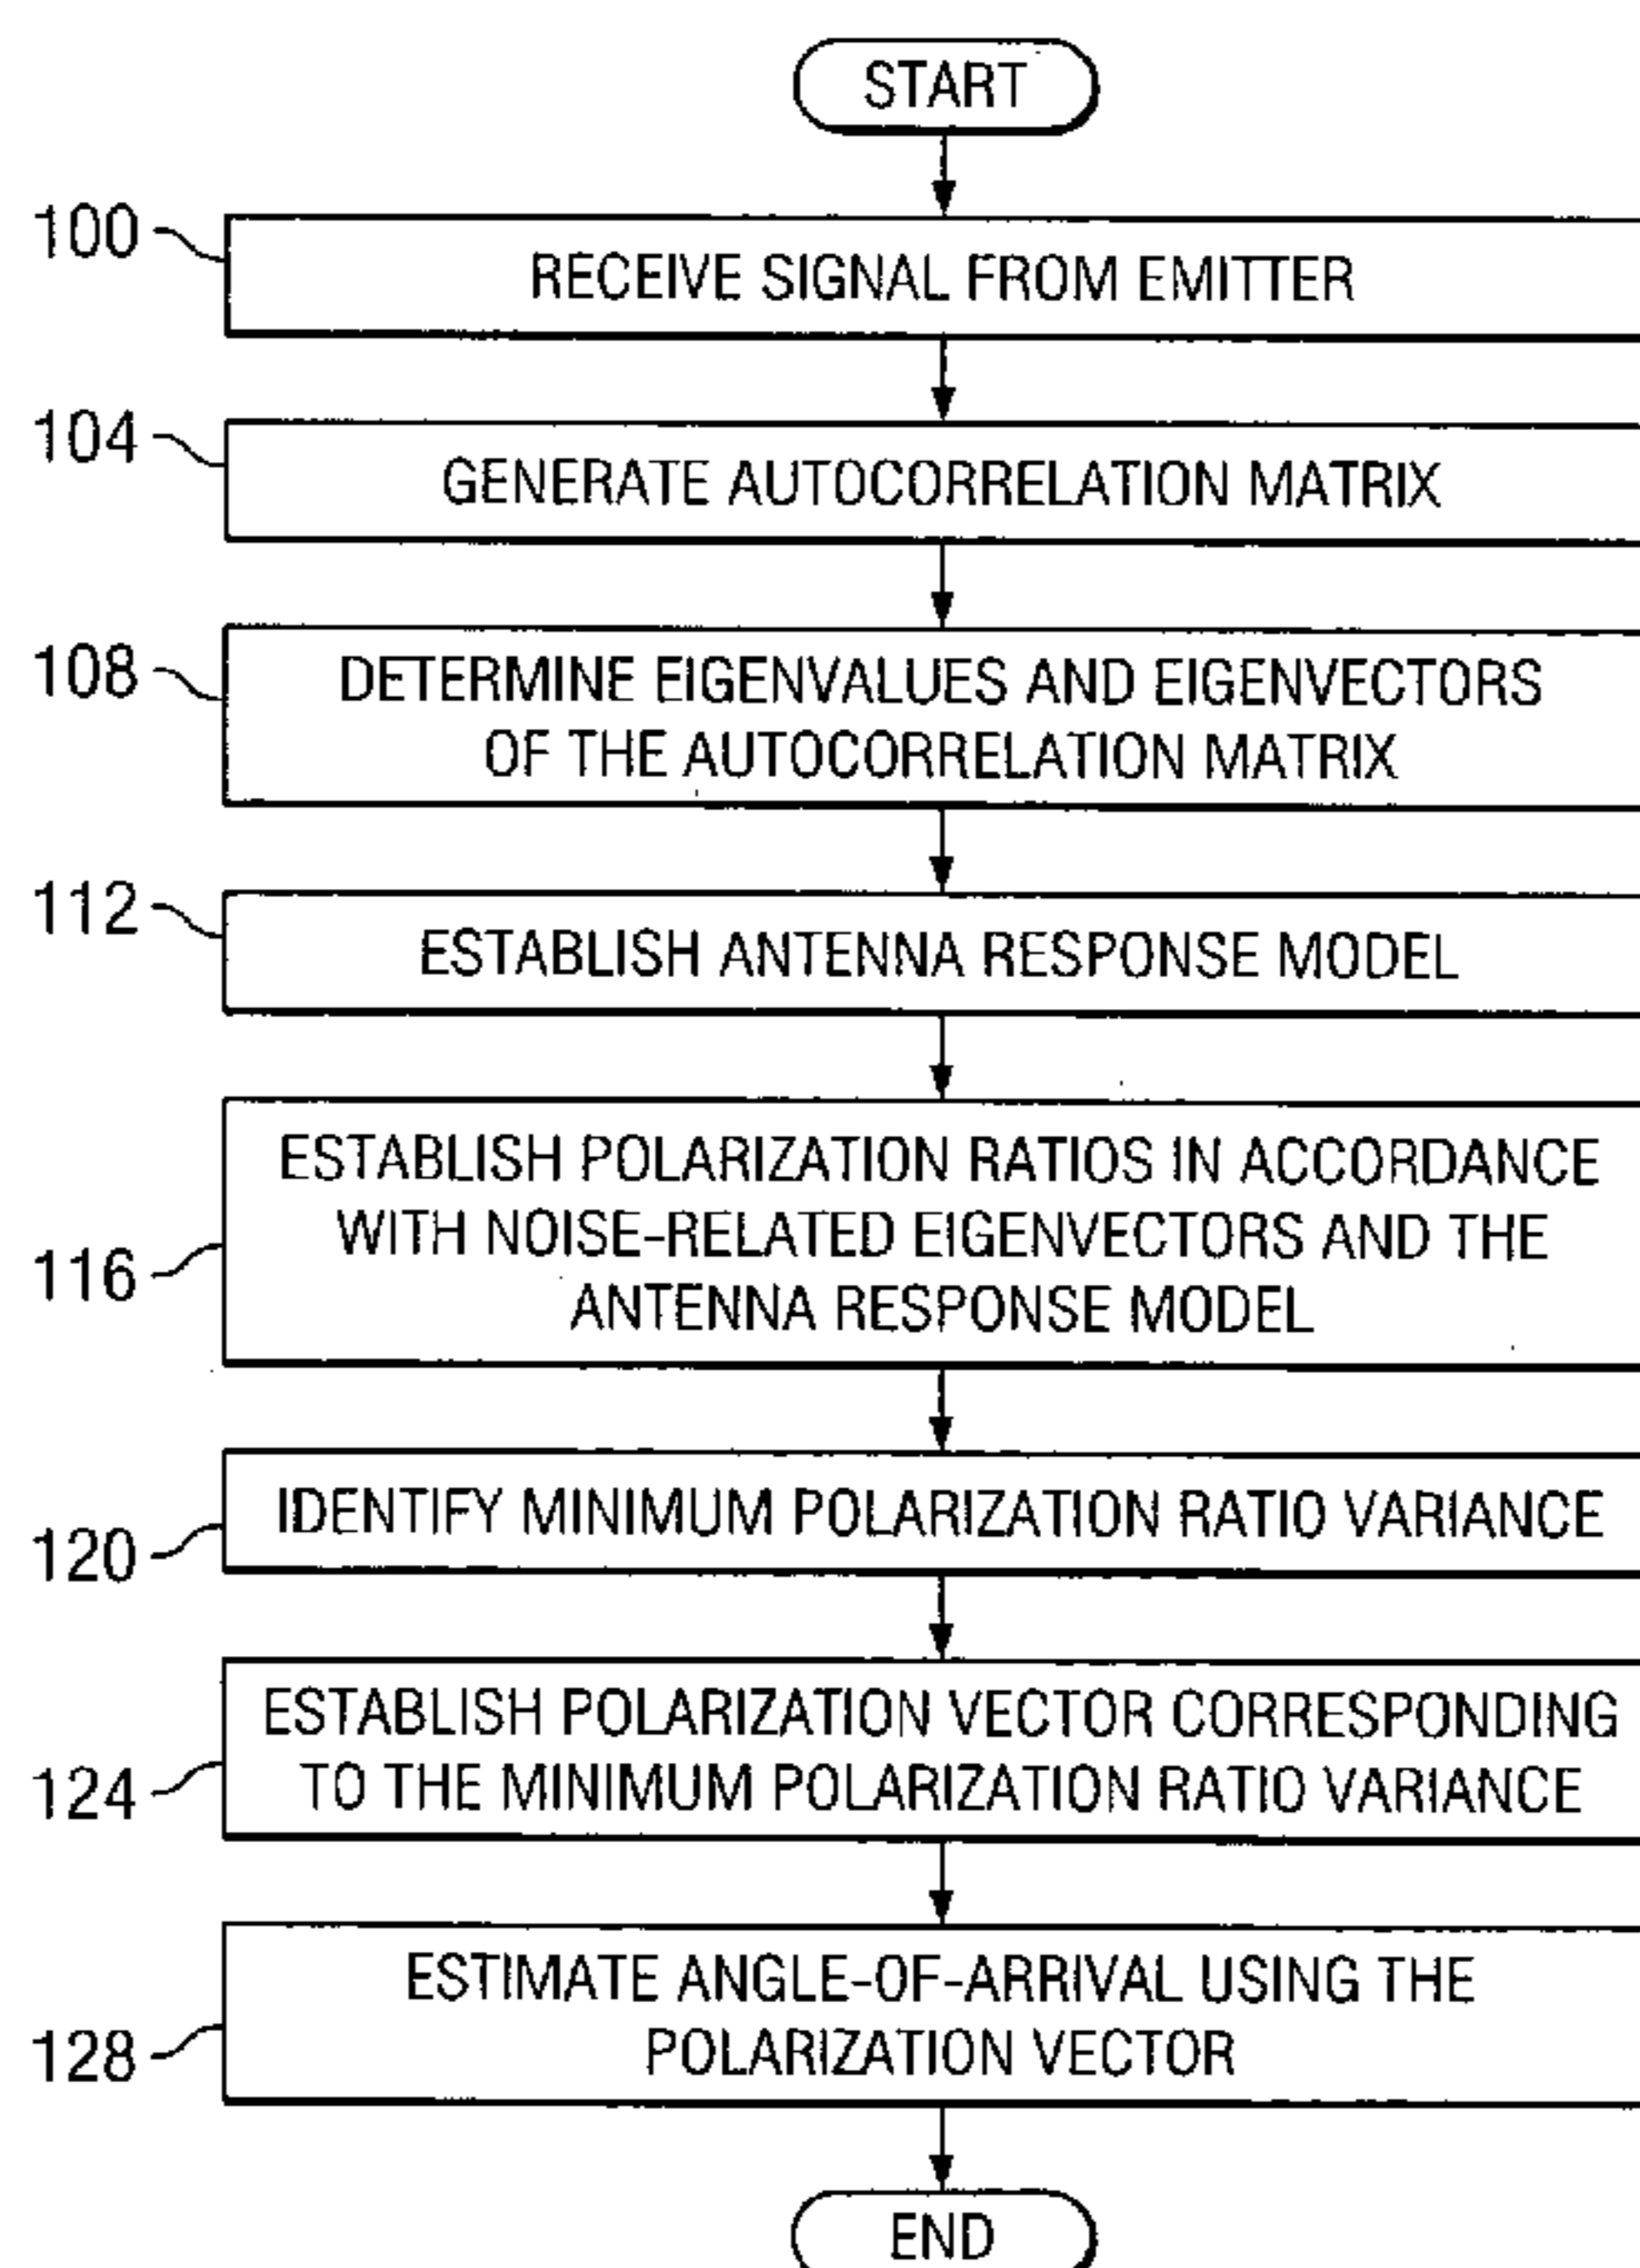 START
100
RECEIVE SIGNAL FROM EMITTER
104
GENERATE AUTOCORRELATION MATRIX
108
DETERMINE EIGENVALUES AND EIGENVECTORS
OF THE AUTOCORRELATION MATRIX
112
ESTABLISH ANTENNA RESPONSE MODEL
116
ESTABLISH POLARIZATION RATIOS IN ACCORDANCE
WITH NOISE-RELATED EIGENVECTORS AND THE
ANTENNA RESPONSE MODEL
120
IDENTIFY MINIMUM POLARIZATION RATIO VARIANCE
124
ESTABLISH POLARIZATION VECTOR CORRESPONDING
TO THE MINIMUM POLARIZATION RATIO VARIANCE
128
ESTIMATE ANGLE-OF-ARRIVAL USING THE
POLARIZATION VECTOR
END